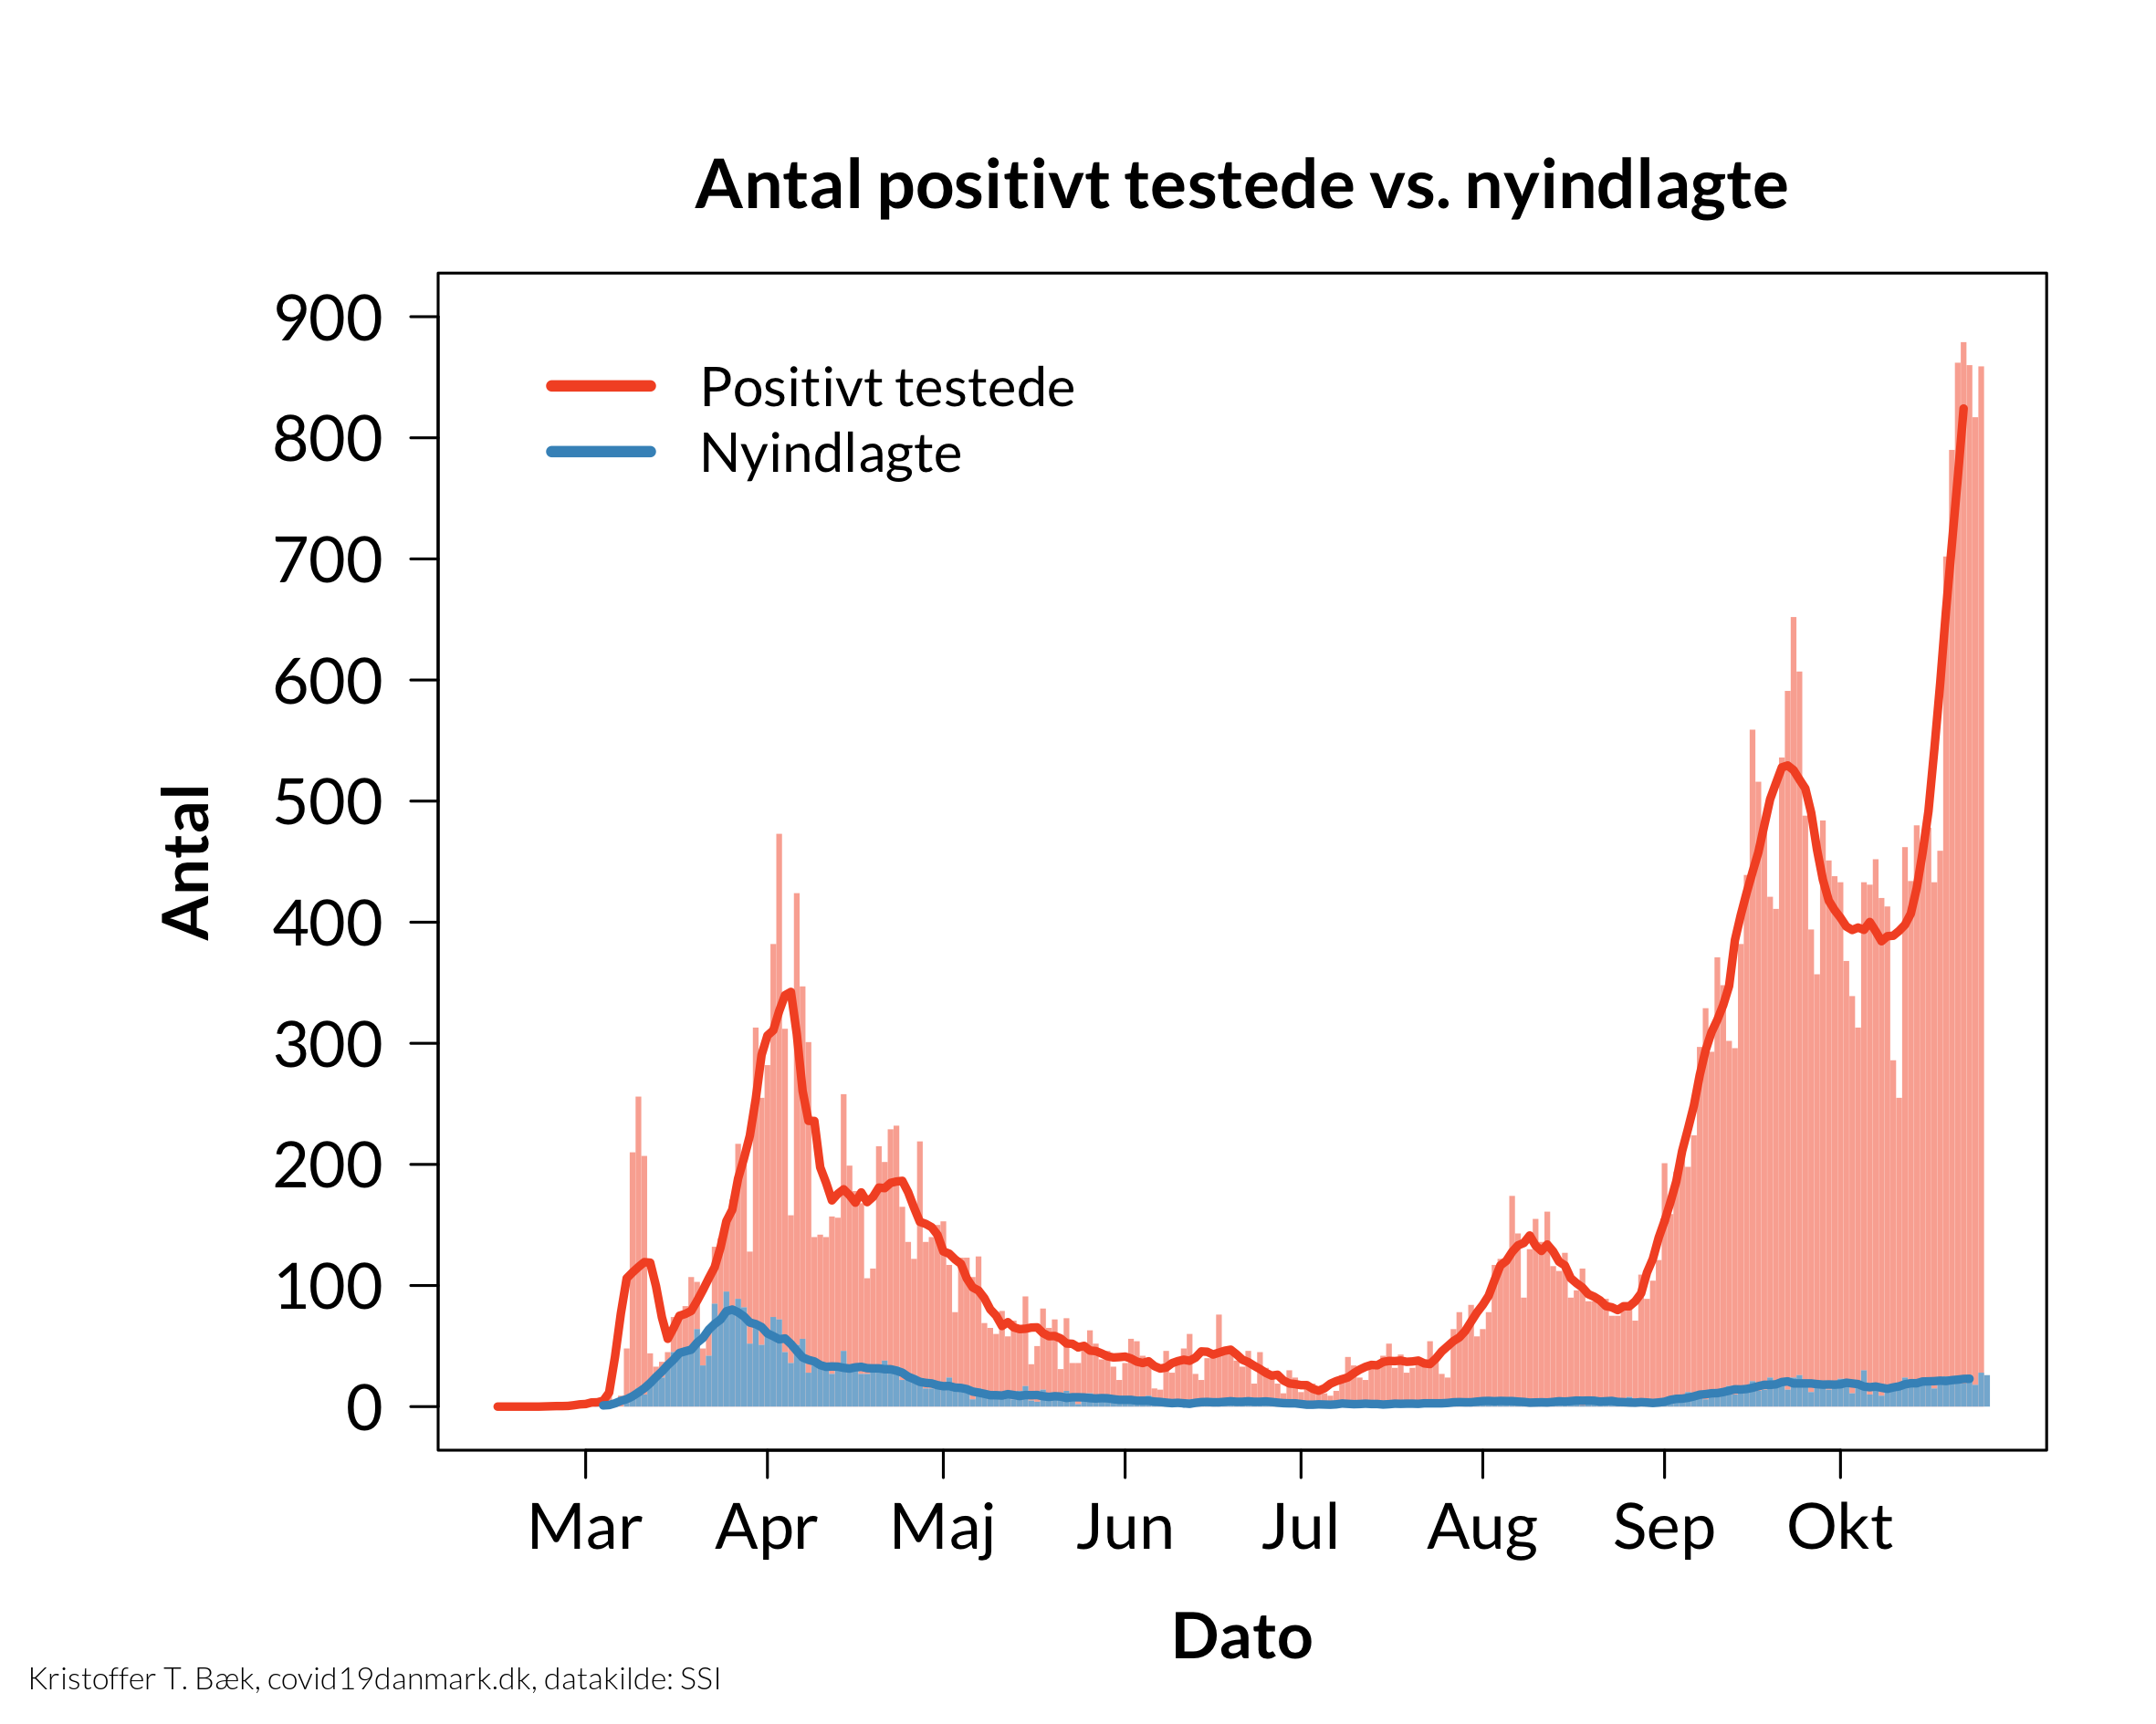 Antal positivt testede vs. nyindlagte
900
800
700
600
500
400
300
200
100
0
Antal
Positivt testede
Nyindlagte
Mar Apr Maj Jun Jul Aug Sep Okt
Dato
Kristoffer T. Bæk, covid19danmark.dk, datakilde: SSI